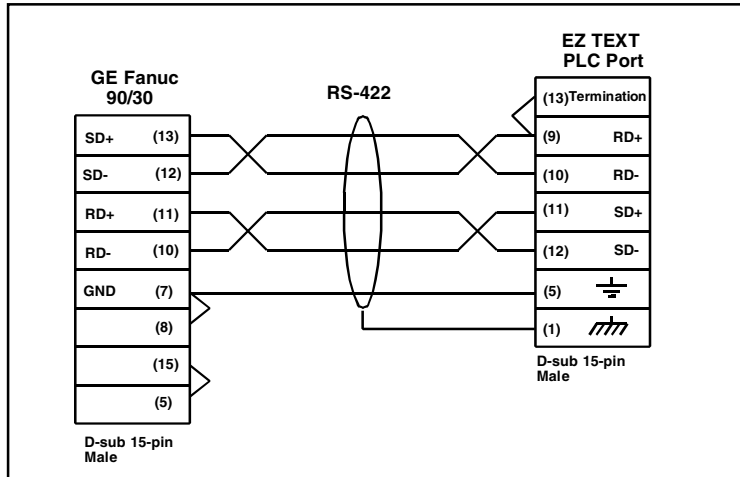 EZ TEXT
PLC Port
GE Fanuc
90/30
RS-422
(13)Termination
SD+ (13)
(9) RD+
SD- (12)
(10) RD-
RD+ (11)
(11) SD+
RD- (10)
(12) SD-
GND (7)
(5)
(8)
(1)
(15)
D-sub 15-pin
Male
(5)
D-sub 15-pin
Male